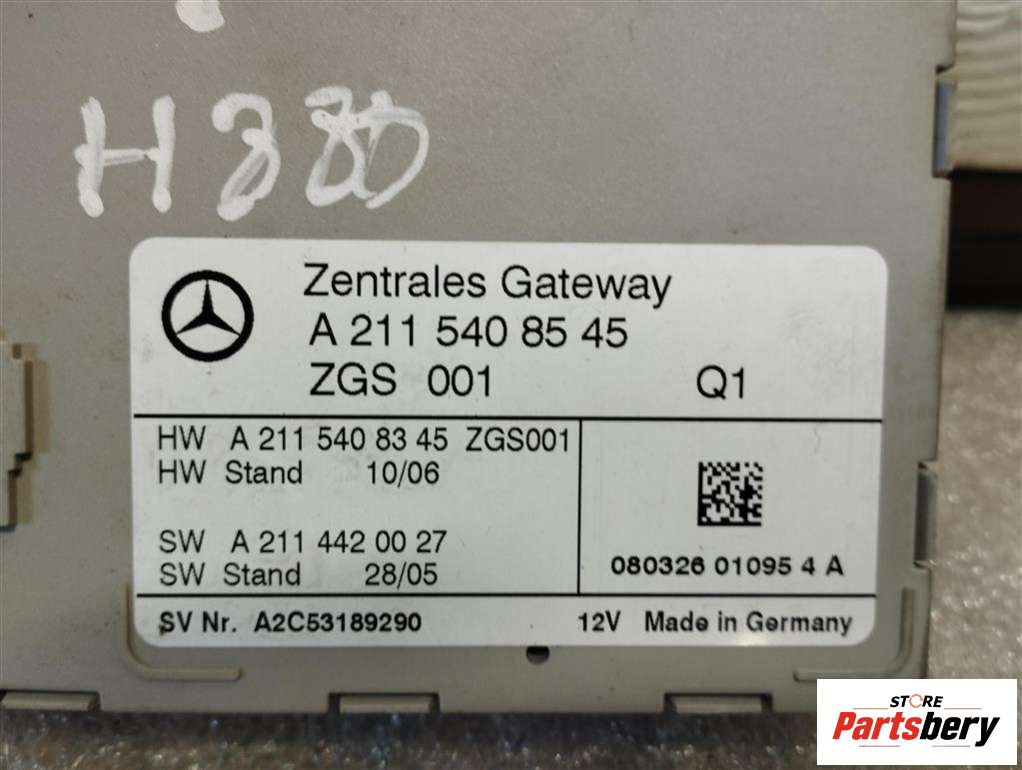 H380
Zentrales Gateway
A 211 540 85 45
ZGS 001 Q1
HW A 211 540 83 45 ZGS001
HW Stand 10/06
SW A 211 442 00 27
SW Stand 28/05
080326 01095 4 A
SV Nr. A2C53189290 12V Made in Germany
STORE
Partsbery